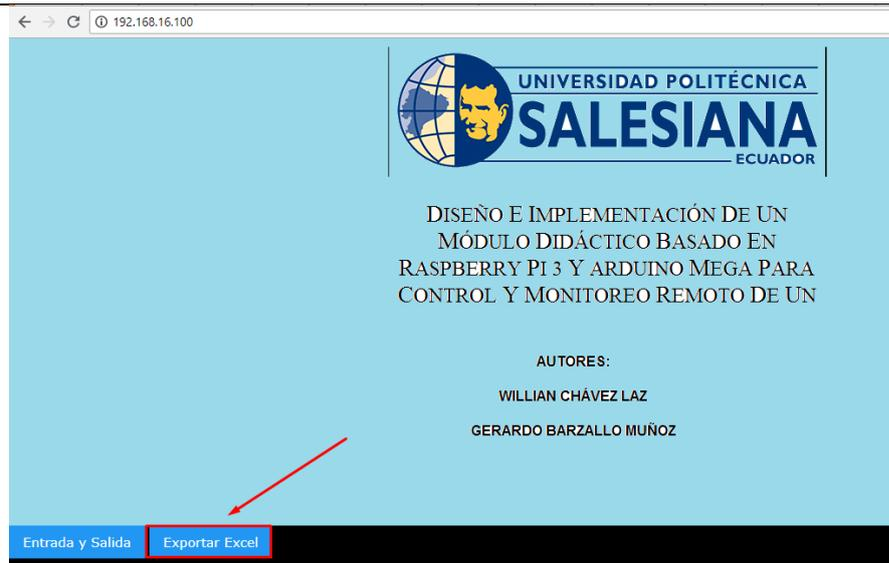 192.168.16.100
UNIVERSIDAD POLITÉCNICA
SALESIANA
ECUADOR
DISEÑO E IMPLEMENTACIÓN DE UN
MÓDULO DIDÁCTICO BASADO EN
RASPBERRY PI 3 Y ARDUINO MEGA PARA
CONTROL Y MONITOREO REMOTO DE UN
AUTORES:
WILLIAN CHÁVEZ LAZ
GERARDO BARZALLO MUÑOZ
Entrada y Salida Exportar Excel